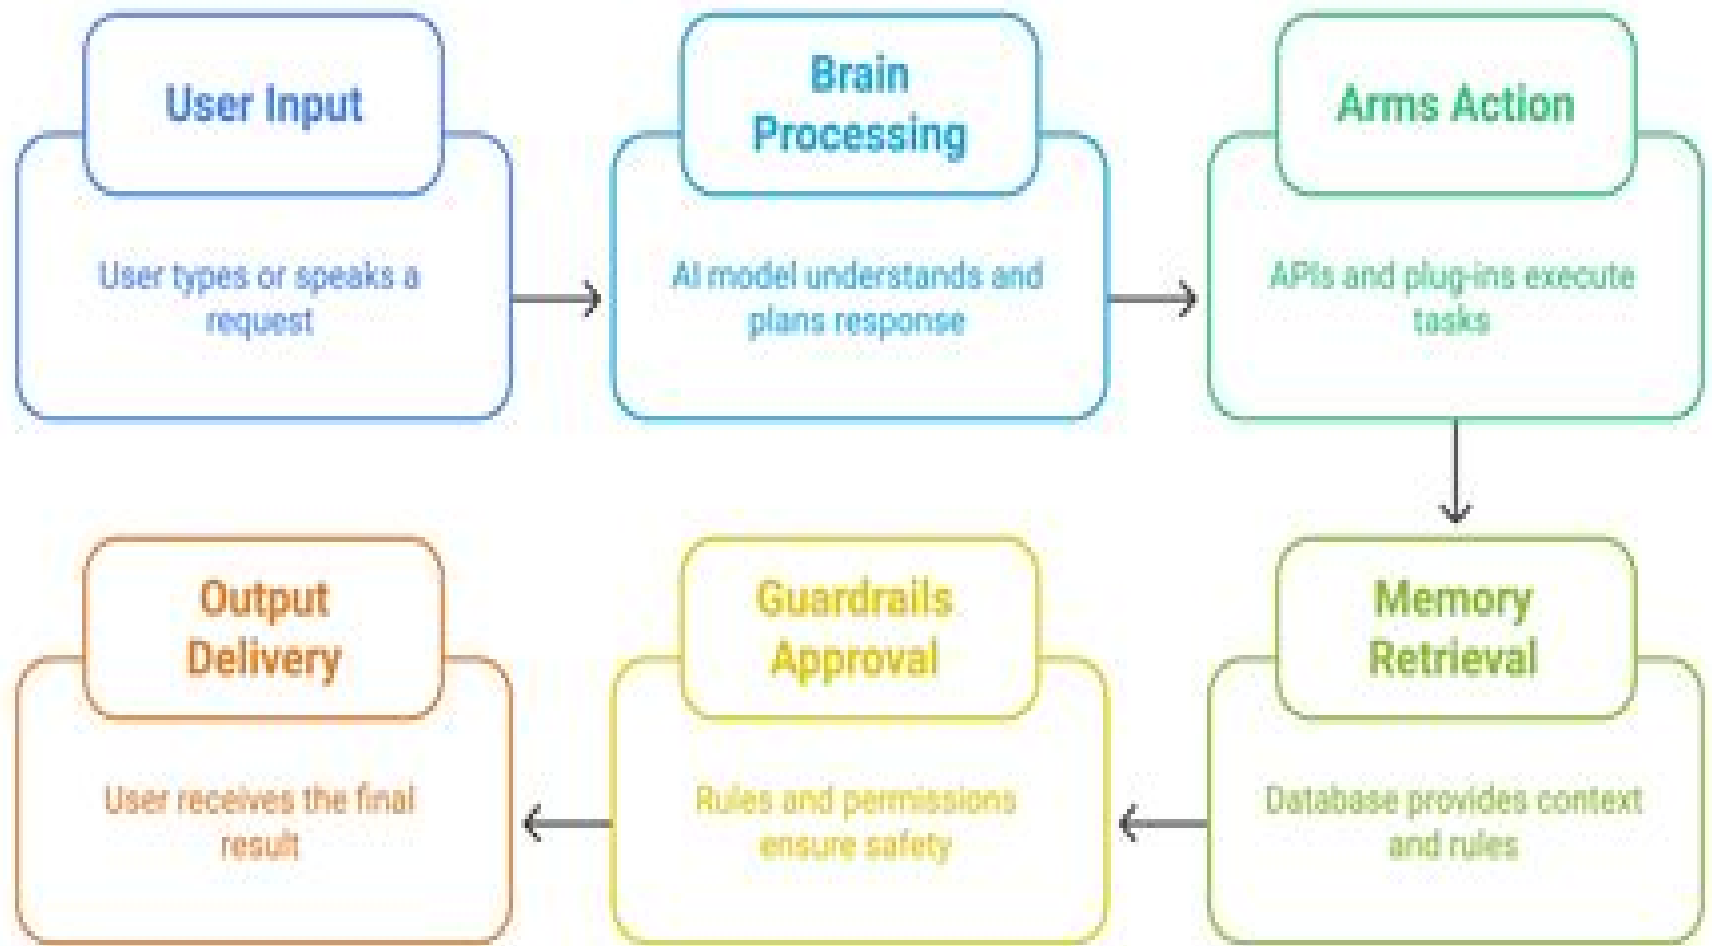 User Input
User types or speaks a
request
Brain
Processing
AI model understands and
plans response
Arms Action
APIs and plug-ins execute
tasks
Memory
Retrieval
Database provides context
and rules
Guardrails
Approval
Rules and permissions
ensure safety
Output
Delivery
User receives the final
result